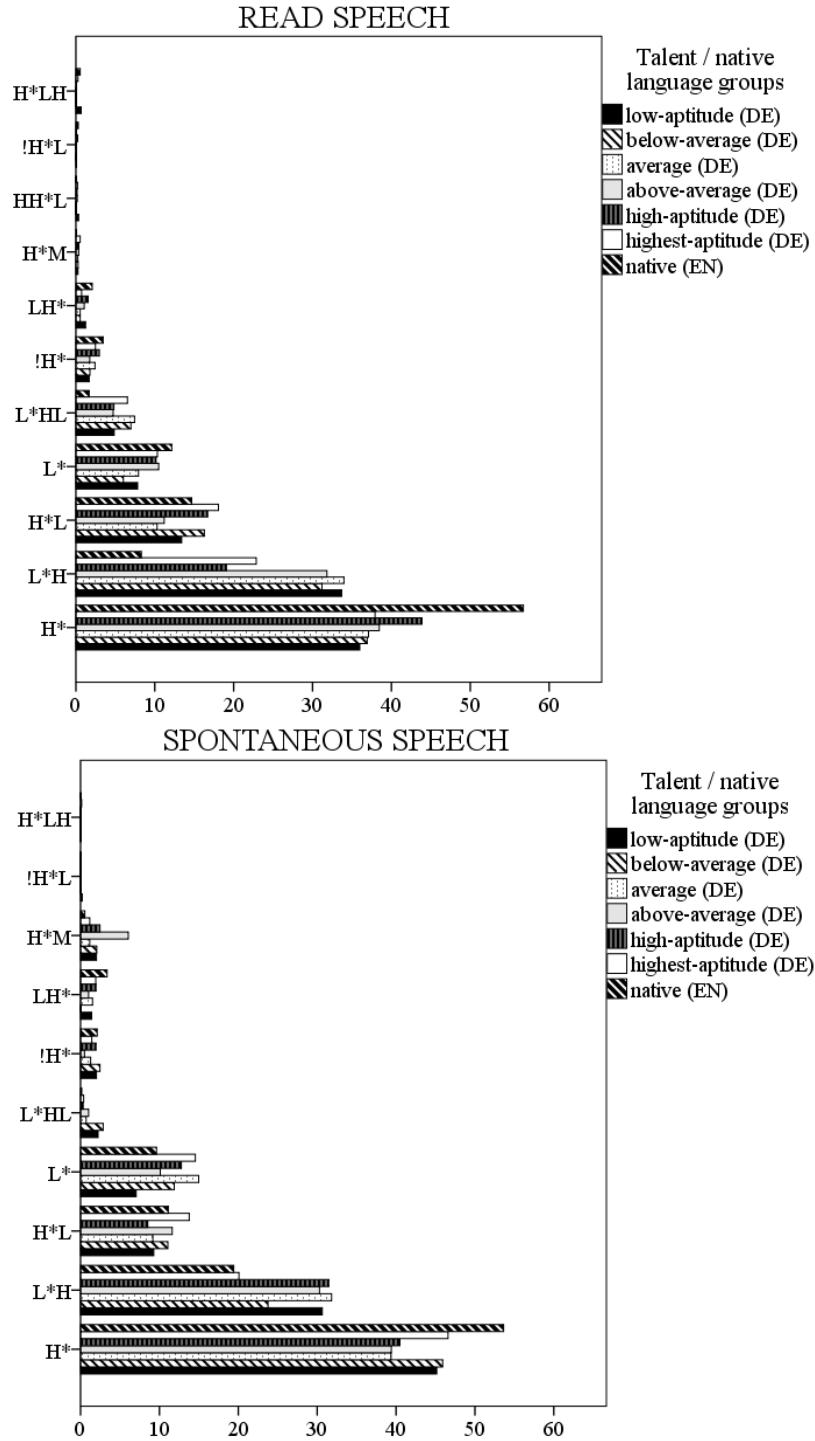 READ SPEECH
Talent / native
language groups
low-aptitude (DE)
below-average (DE)
average (DE)
above-average (DE)
high-aptitude (DE)
highest-aptitude (DE)
native (EN)
H*LH
!H*L
HH*L
H*M
LH*
!H*
L*HL
L*
H*L
L*H
H*
0 10 20 30 40 50 60
SPONTANEOUS SPEECH
Talent / native
language groups
low-aptitude (DE)
below-average (DE)
average (DE)
above-average (DE)
high-aptitude (DE)
highest-aptitude (DE)
native (EN)
H*LH
!H*L
H*M
LH*
!H*
L*HL
L*
H*L
L*H
H*
0 10 20 30 40 50 60